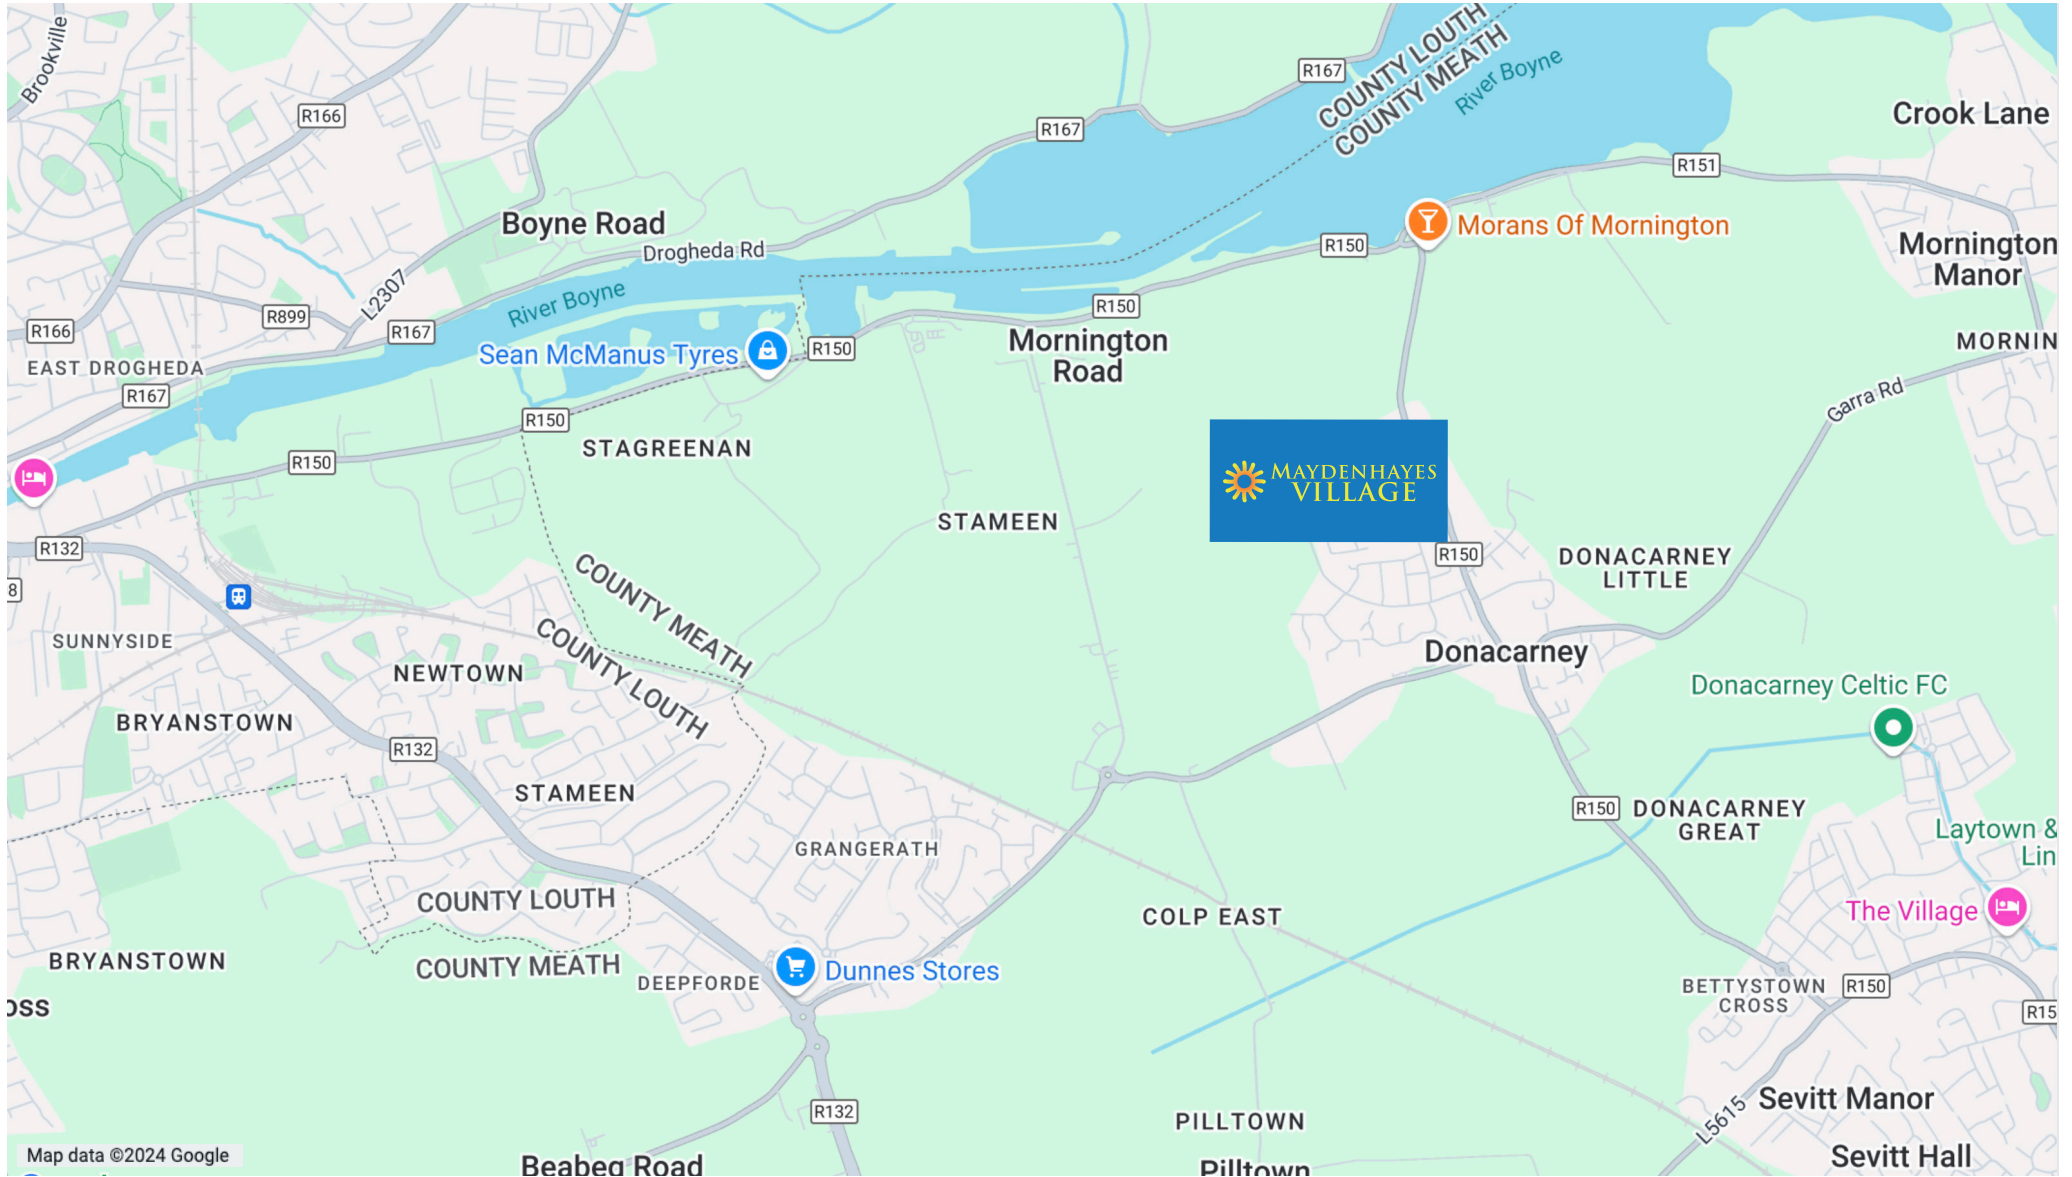 Brookville
R166
R167
COUNTY LOUTH
COUNTY MEATH
River Boyne
Crook Lane
R167
R151
Boyne Road
Drogheda Rd
Morans Of Mornington
R150
Mornington
Manor
L2307
River Boyne
R899
R166
R167
R150
Sean McManus Tyres
R150
Mornington
Road
MORNIN
EAST DROGHEDA
R167
Garra Rd
R150
STAGREENAN
R150
MAYDENHAYES
VILLAGE
STAMEEN
R132
R150
DONACARNEY
LITTLE
8
COUNTY MEATH
COUNTY LOUTH
SUNNYSIDE
NEWTOWN
Donacarney
Donacarney Celtic FC
BRYANSTOWN
R132
STAMEEN
R150
DONACARNEY
GREAT
Laytown &
Lin
GRANGERATH
COUNTY LOUTH
COUNTY MEATH
The Village
COLP EAST
BRYANSTOWN
DEEPFORDE
Dunnes Stores
BETTYSTOWN
CROSS
R150
R15
oss
R132
PILLTOWN
Sevitt Manor
L5615
Map data ©2024 Google
Beabeg Road
Pilltown
Sevitt Hall